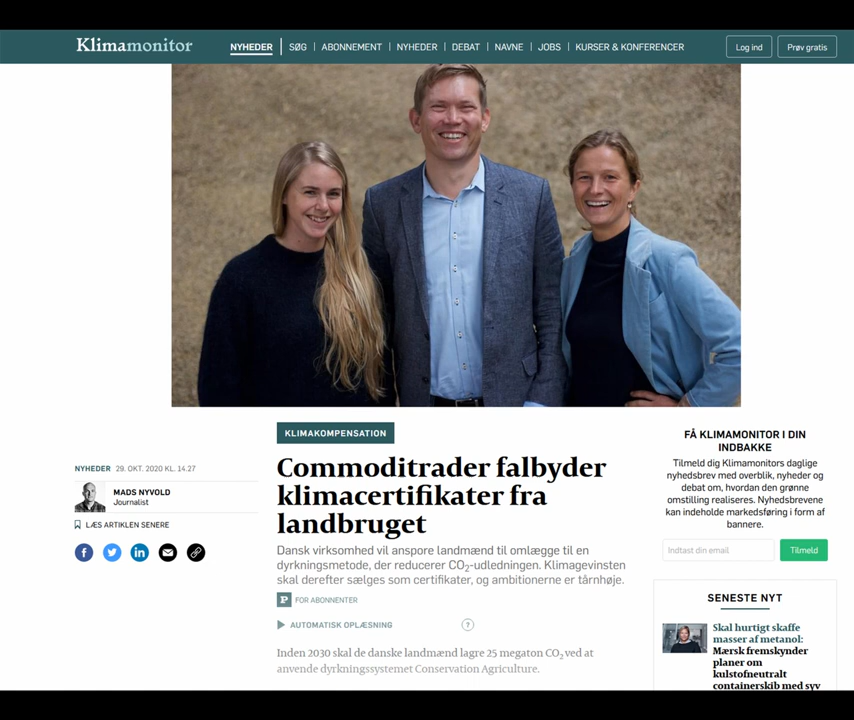 Klimamonitor
NYHEDER SØG ABONNEMENT NYHEDER DEBAT NAVNE JOBS KURSER & KONFERENCER
Log ind Prøv gratis
KLIMAKOMPENSATION
Commoditrader falbyder
klimacertifikater fra
landbruget
Dansk virksomhed vil anspore landmænd til omlægge til en
dyrkningsmetode, der reducerer CO2-udledningen. Klimagevinsten
skal derefter sælges som certifikater, og ambitionerne er tårnhøje.
P FOR ABONNENTER
AUTOMATISK OPLÆSNING ?
Inden 2030 skal de danske landmænd lagre 25 megaton CO2 ved at
anvende dyrkningssystemet Conservation Agriculture.
NYHEDER 29. OKT. 2020 KL. 14.27
MADS NYVOLD
Journalist
LÆS ARTIKLEN SENERE
FÅ KLIMAMONITOR I DIN
INDBAKKE
Tilmeld dig Klimamonitors daglige
nyhedsbrev med overblik, nyheder og
debat om, hvordan den grønne
omstilling realiseres. Nyhedsbrevene
kan indeholde markedsføring i form af
bannere.
Indtast din email Tilmeld
SENESTE NYT
Skal hurtigt skaffe
masser af metanol:
Mærsk fremskynder
planer om
kulstofneutralt
containerskib med syv